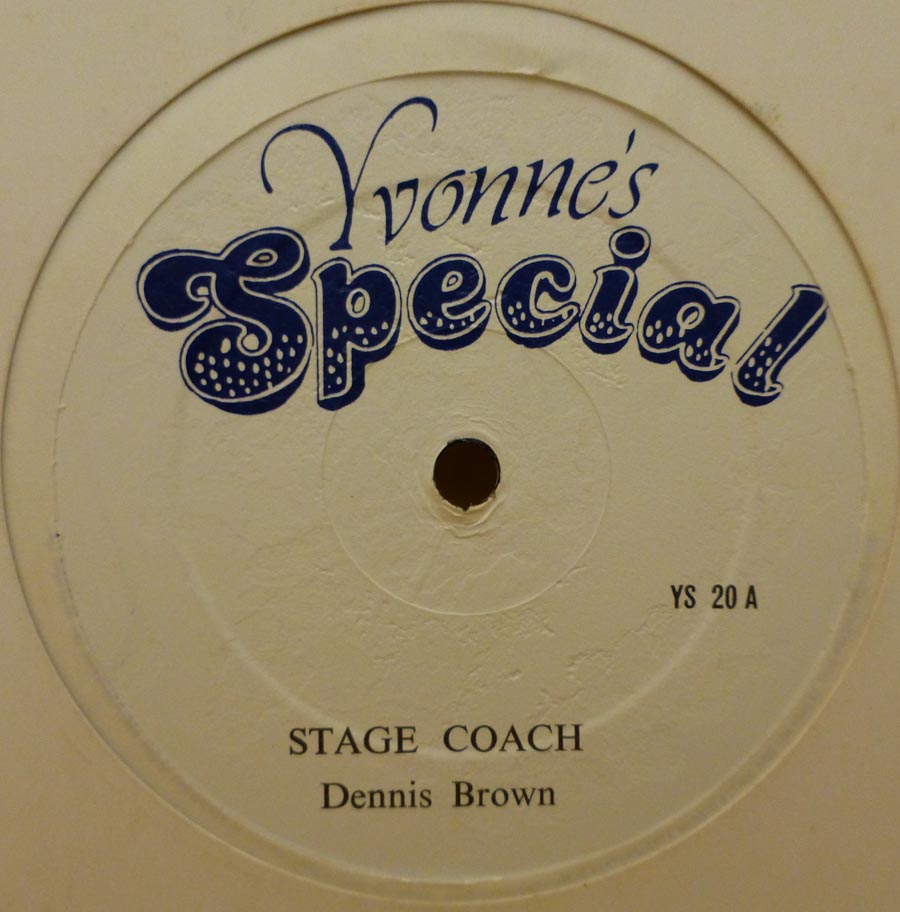 Yvonne's
Special
YS 20 A
STAGE COACH
Dennis Brown